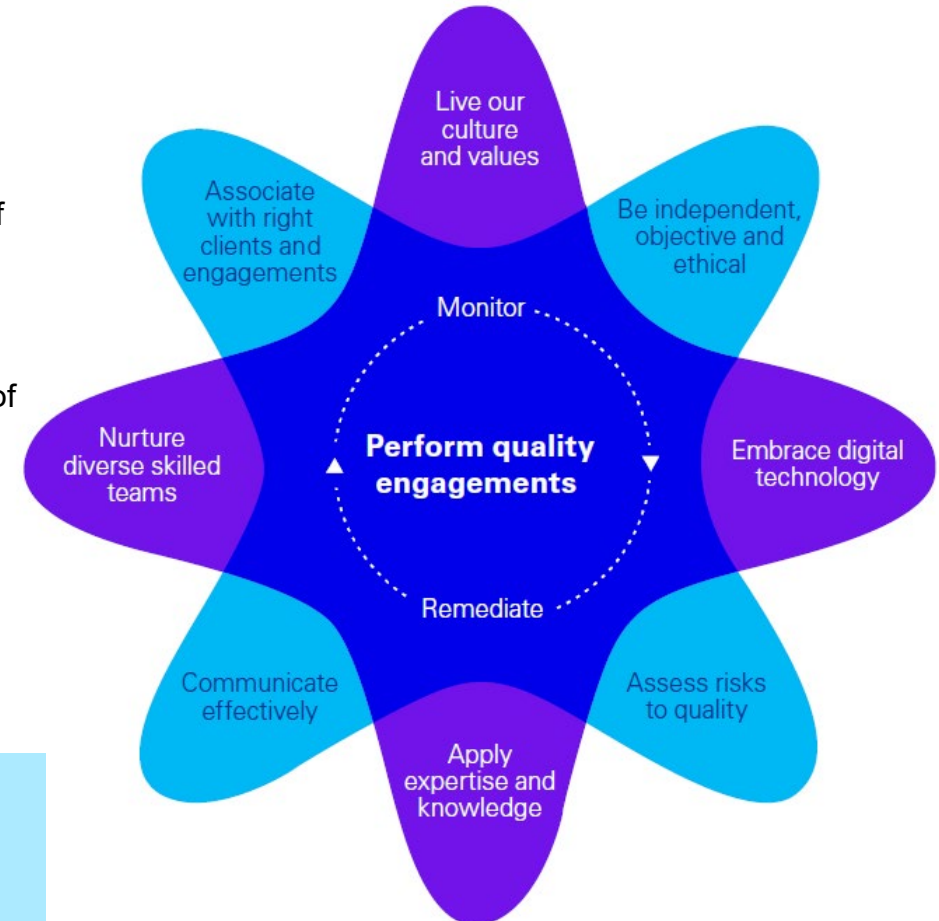 f
of
Live our
culture
and values
Associate
with right
clients and
engagements
Be independent,
objective and
ethical
Monitor
Nurture
diverse skilled
teams
Perform quality
engagements
Embrace digital
technology
Remediate
Communicate
effectively
Assess risks
to quality
Apply
expertise and
knowledge